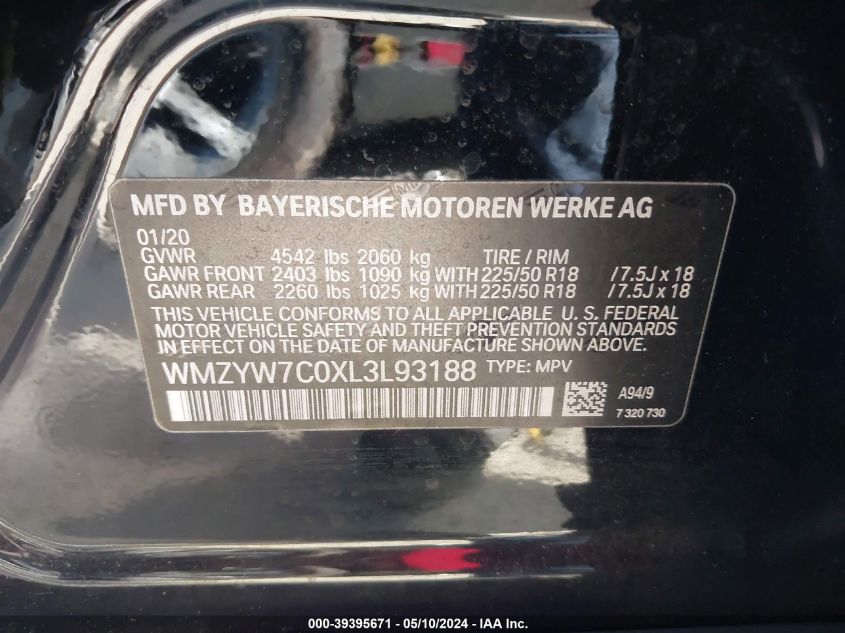 MFD BY BAYERISCHE MOTOREN WERKE AG
01/20
GVWR 4542 lbs 2060 kg TIRE / RIM
GAWR FRONT 2403 lbs 1090 kg WITH 225/50 R18 / 7.5J x 18
GAWR REAR 2260 lbs 1025 kg WITH 225/50 R18 / 7.5J x 18
THIS VEHICLE CONFORMS TO ALL APPLICABLE U. S. FEDERAL
MOTOR VEHICLE SAFETY AND THEFT PREVENTION STANDARDS
IN EFFECT ON THE DATE OF MANUFACTURE SHOWN ABOVE.
WMZYW7C0XL3L93188 TYPE: MPV
A94/9
7 320 730
000-39395671 - 05/10/2024 - IAA Inc.